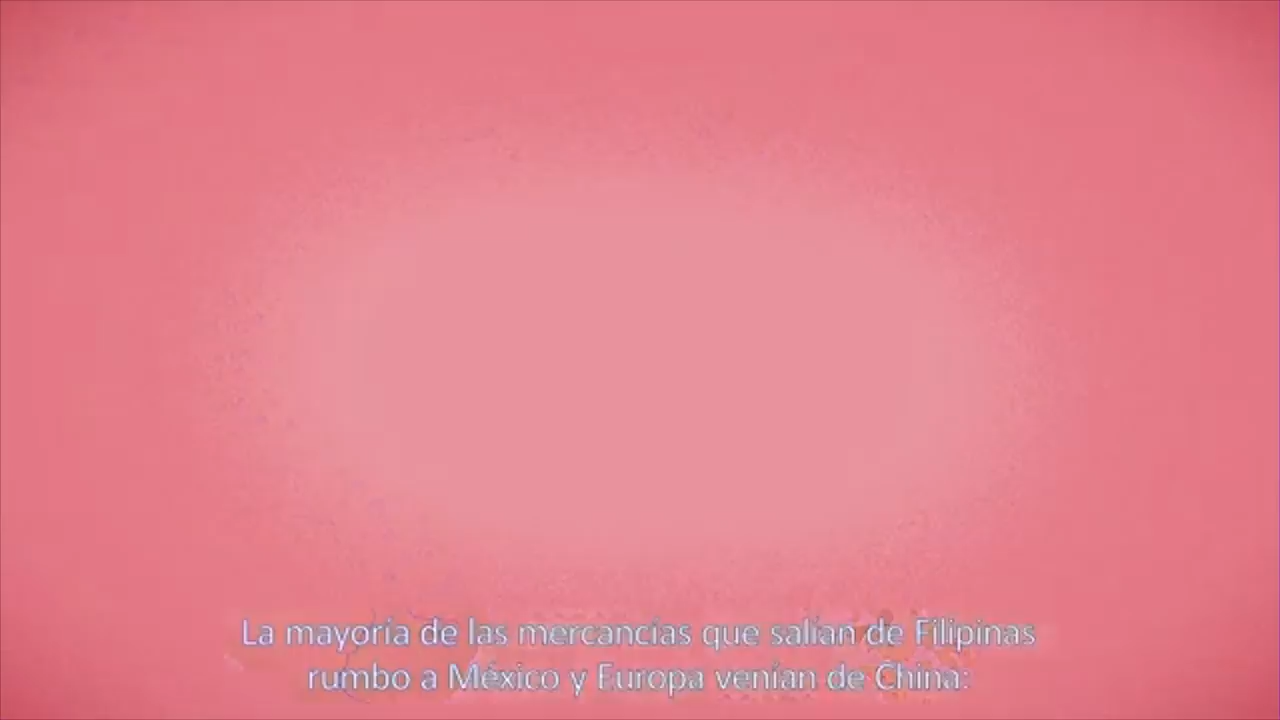 La mayoría de las mercancías que salían de Filipinas
rumbo a México y Europa venían de China: